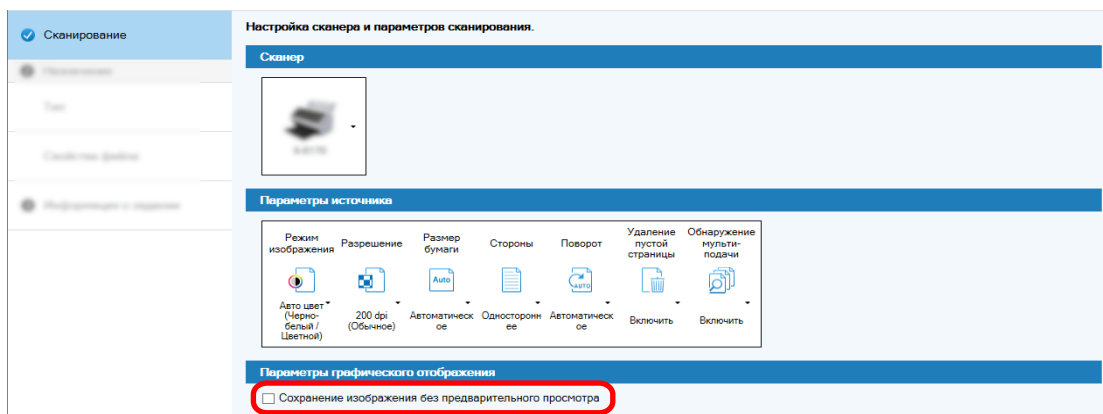 Сканирование
Настройка сканера и параметров сканирования.
Сканер
Параметры источника
Режим
изображения
Разрешение
Размер
бумаги
Стороны
Поворот
Удаление
пустой
страницы
Обнаружение
мульти-
подачи
Auto
AUTO
Авто цвет
(Черно-
белый /
Цветной)
200 dpi
(Обычное)
Автоматическ
ое
Односторонн
ее
Автоматическ
ое
Включить
Включить
Параметры графического отображения
Сохранение изображения без предварительного просмотра